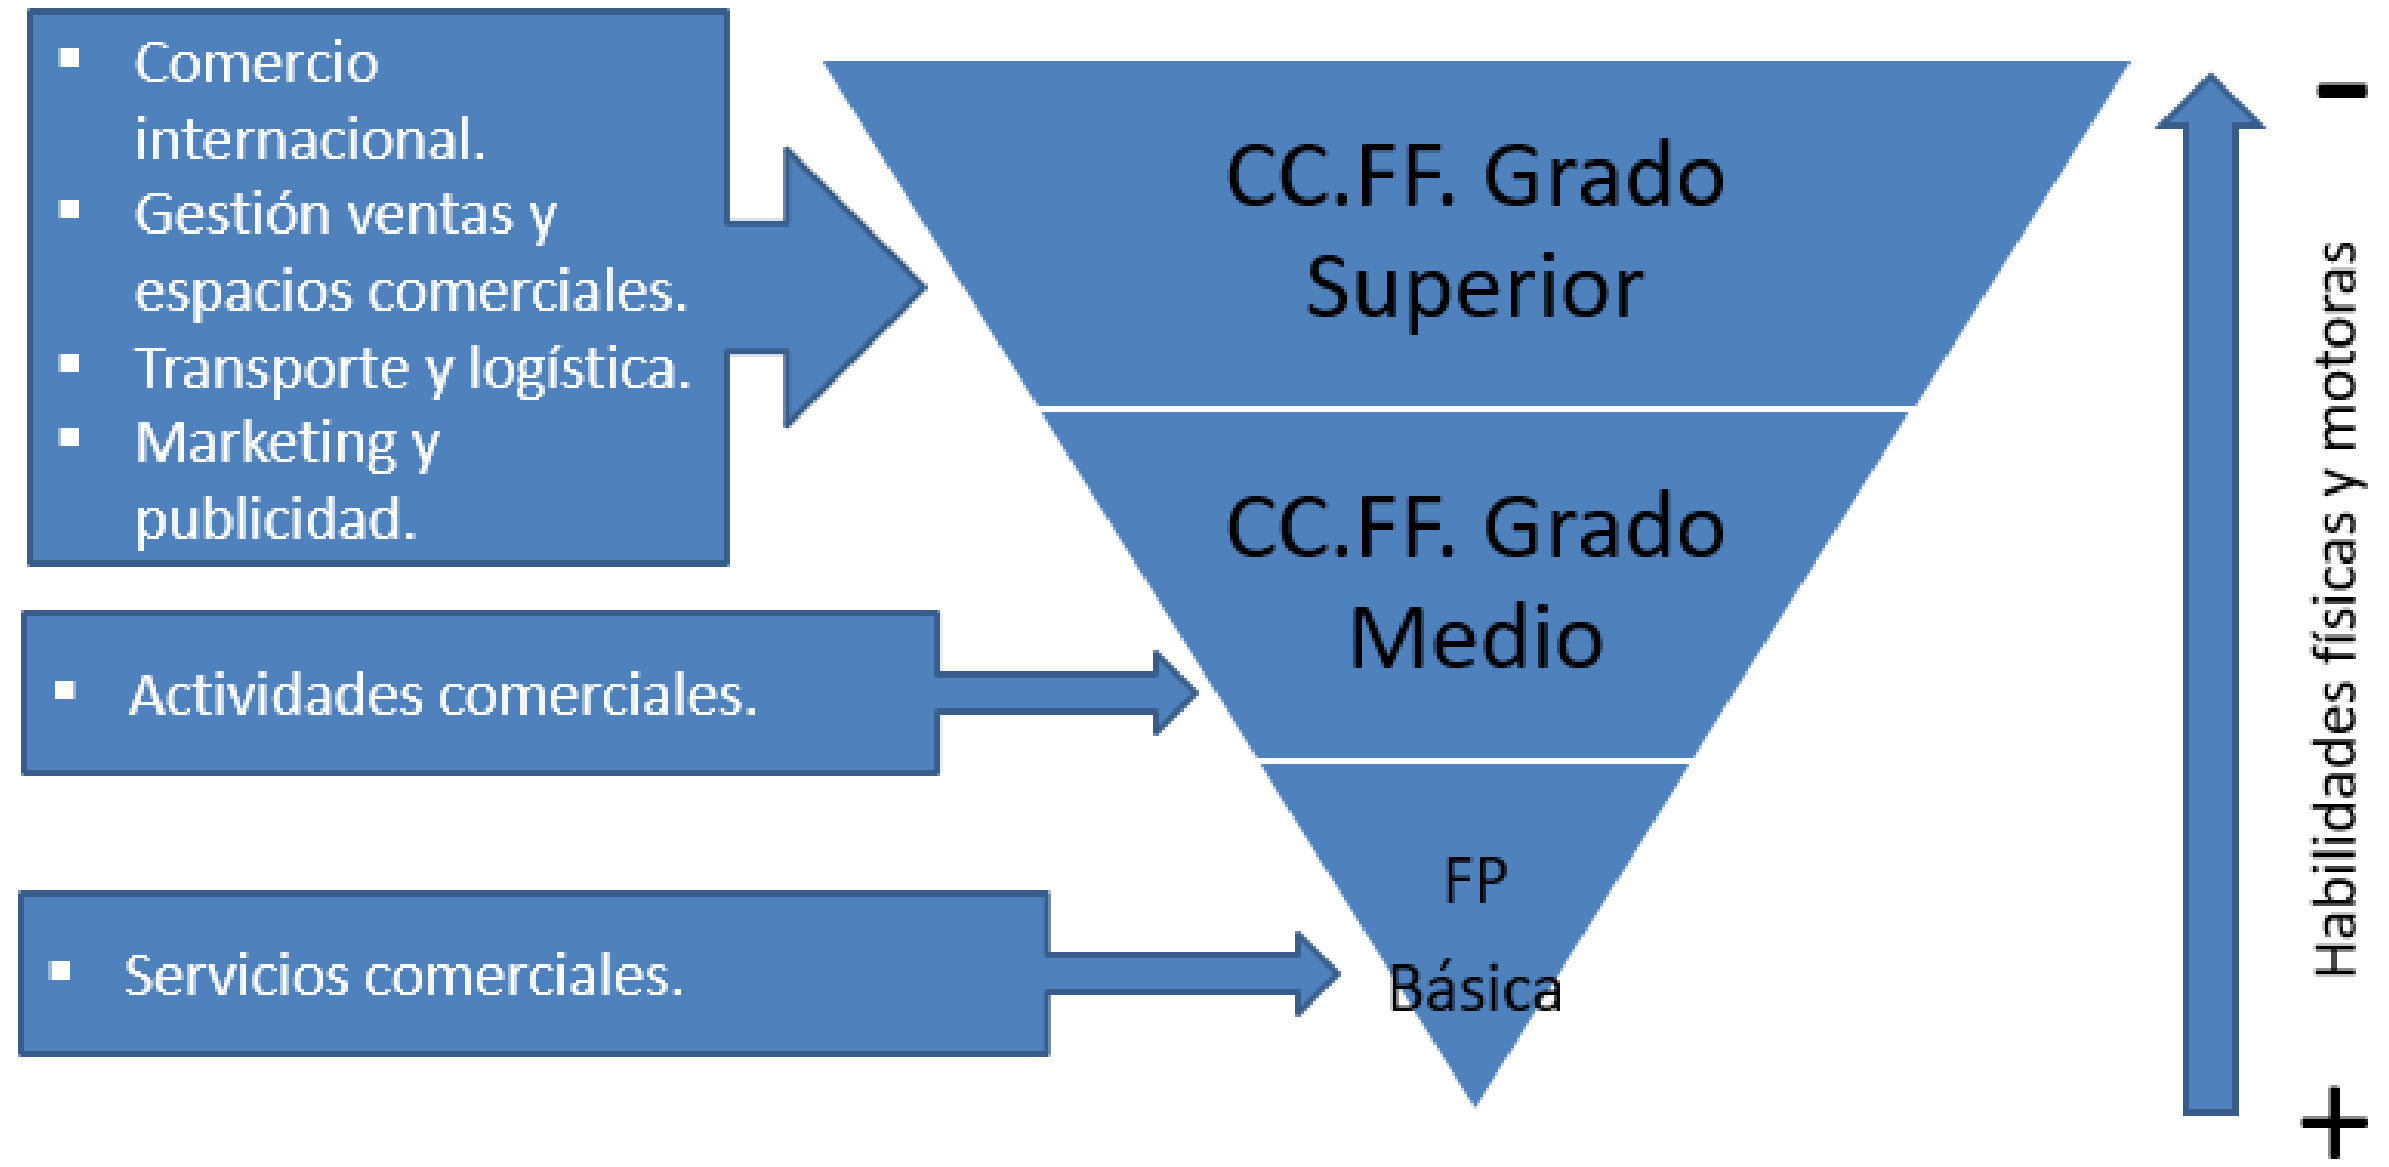 ▪ Comercio
internacional.
▪ Gestión ventas y
espacios comerciales.
▪ Transporte y logística.
▪ Marketing y
publicidad.
CC.FF. Grado
Superior
▪ Actividades comerciales.
CC.FF. Grado
Medio
▪ Servicios comerciales.
FP
Básica
-
Habilidades físicas y motoras
+